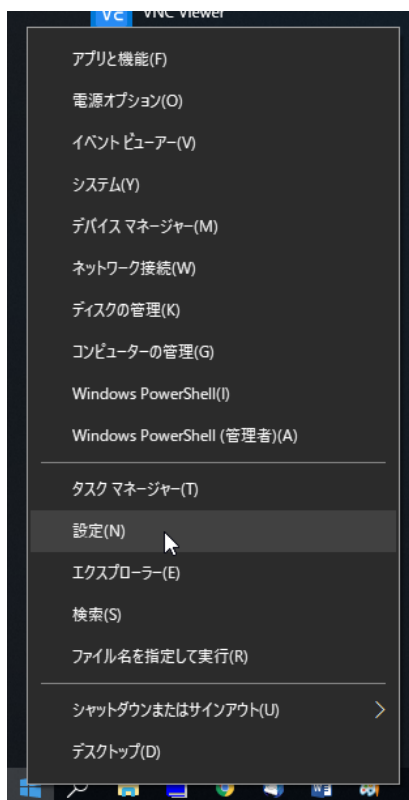 VNC Viewer
アプリと機能(F)
電源オプション(O)
イベント ビューアー(V)
システム(Y)
デバイス マネージャー(M)
ネットワーク接続(W)
ディスクの管理(K)
コンピューターの管理(G)
Windows PowerShell(I)
Windows PowerShell (管理者)(A)
タスク マネージャー(T)
設定(N)
エクスプローラー(E)
検索(S)
ファイル名を指定して実行(R)
シャットダウンまたはサインアウト(U)
デスクトップ(D)